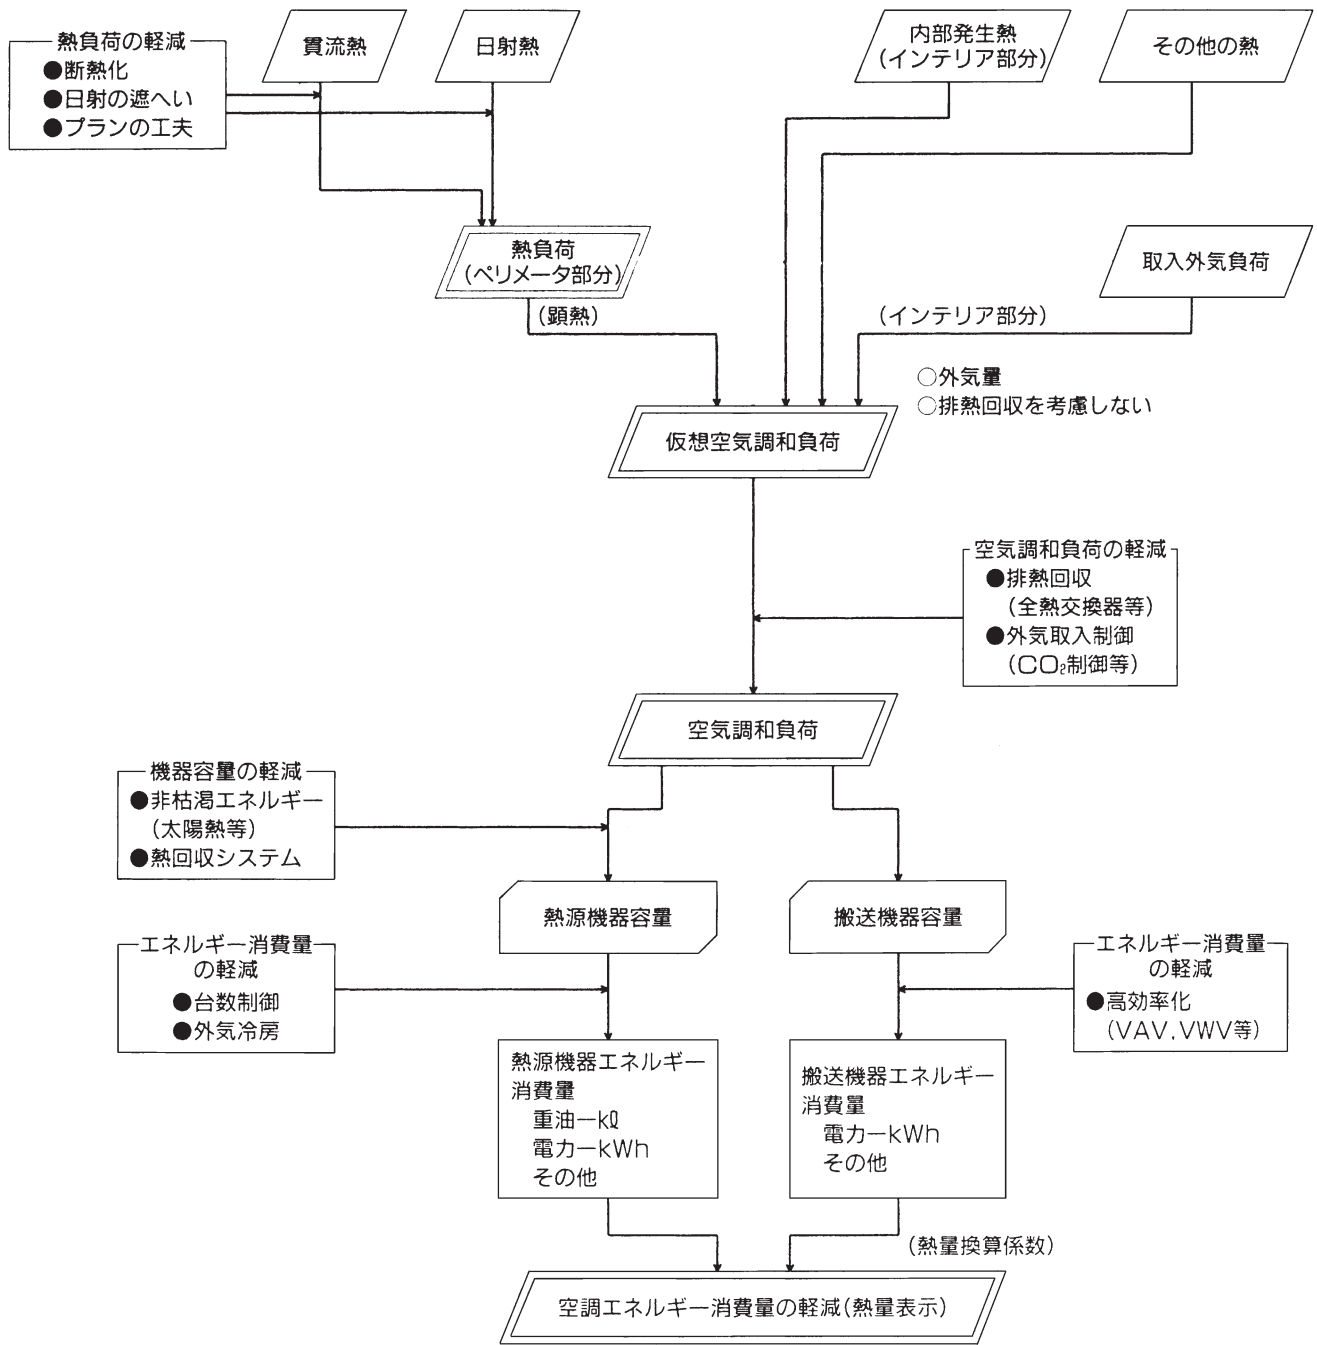 熱負荷の軽減
●断熱化
●日射の遮へい
●プランの工夫
貫流熱
日射熱
内部発生熱
(インテリア部分)
その他の熱
熱負荷
(ペリメータ部分)
(顕熱)
取入外気負荷
(インテリア部分)
○外気量
○排熱回収を考慮しない
仮想空気調和負荷
空気調和負荷の軽減
●排熱回収
(全熱交換器等)
●外気取入制御
(CO₂制御等)
空気調和負荷
機器容量の軽減
●非枯渇エネルギー
(太陽熱等)
●熱回収システム
熱源機器容量
搬送機器容量
エネルギー消費量
の軽減
●台数制御
●外気冷房
エネルギー消費量
の軽減
●高効率化
(VAV,VWV等)
熱源機器エネルギー
消費量
重油ーkℓ
電力ーkWh
その他
搬送機器エネルギー
消費量
電力ーkWh
その他
(熱量換算係数)
空調エネルギー消費量の軽減(熱量表示)